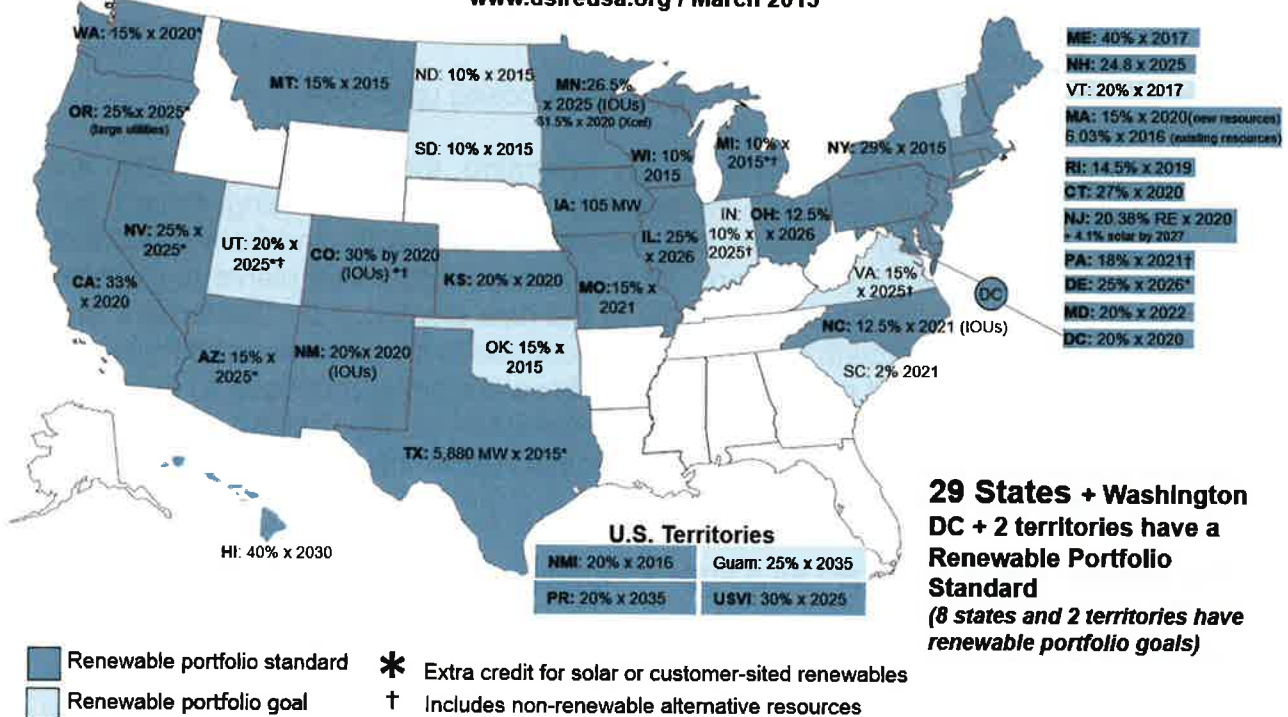 www.dsireusa.org / March 2015
WA: 15% x 2020*
OR: 25%x 2025*
(large utilities)
CA: 33%
x 2020
NV: 25% x
2025*
UT: 20% x
2025*†
AZ: 15% x
2025*
MT: 15% x 2015
CO: 30% by 2020
(IOUs) *†
NM: 20%x 2020
(IOUs)
ND: 10% x 2015
SD: 10% x 2015
KS: 20% x 2020
OK: 15% x
2015
TX: 5,880 MW x 2015*
HI: 40% x 2030
MN:26.5%
x 2025 (IOUs)
31.5% x 2020 (Xcel)
IA: 105 MW
MO:15% x
2021
WI: 10%
2015
IL: 25%
x 2026
MI: 10% x
2015*†
IN:
10% x
2025†
OH: 12.5%
x 2026
NY: 29% x 2015
VA: 15%
x 2025†
NC: 12.5% x 2021 (IOUs)
SC: 2% 2021
DC
ME: 40% x 2017
NH: 24.8 x 2025
VT: 20% x 2017
MA: 15% x 2020(new resources)
6.03% x 2016 (existing resources)
RI: 14.5% x 2019
CT: 27% x 2020
NJ: 20.38% RE x 2020
+ 4.1% solar by 2027
PA: 18% x 2021†
DE: 25% x 2026*
MD: 20% x 2022
DC: 20% x 2020
U.S. Territories
NMI: 20% x 2016
Guam: 25% x 2035
PR: 20% x 2035
USVI: 30% x 2025
29 States + Washington
DC + 2 territories have a
Renewable Portfolio
Standard
(8 states and 2 territories have
renewable portfolio goals)
Renewable portfolio standard
Renewable portfolio goal
* Extra credit for solar or customer-sited renewables
† Includes non-renewable alternative resources